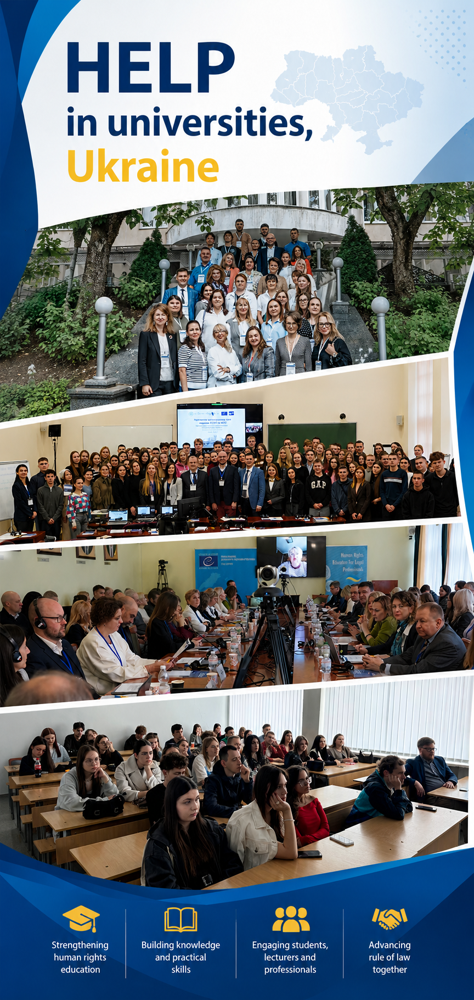 HELP
in universities,
Ukraine
GAP
Human Rights
Education for Legal
Professionals
Strengthening
human rights
education
Building knowledge
and practical
skills
Engaging students,
lecturers and
professionals
Advancing
rule of law
together